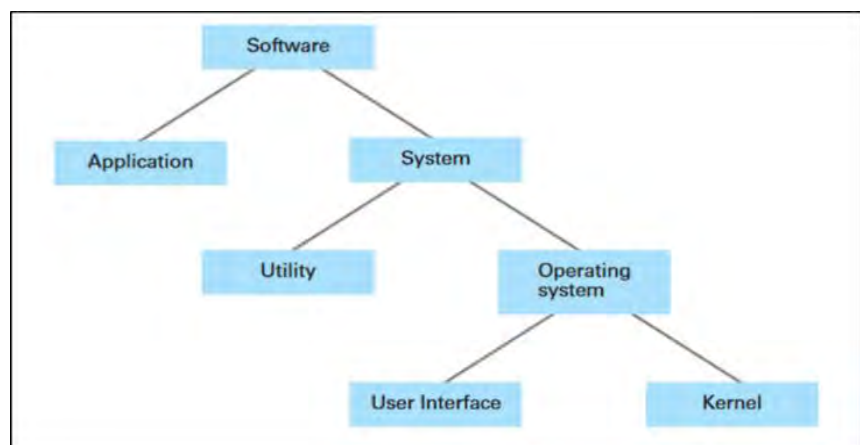 Software
Application
System
Utility
Operating
system
User Interface
Kernel